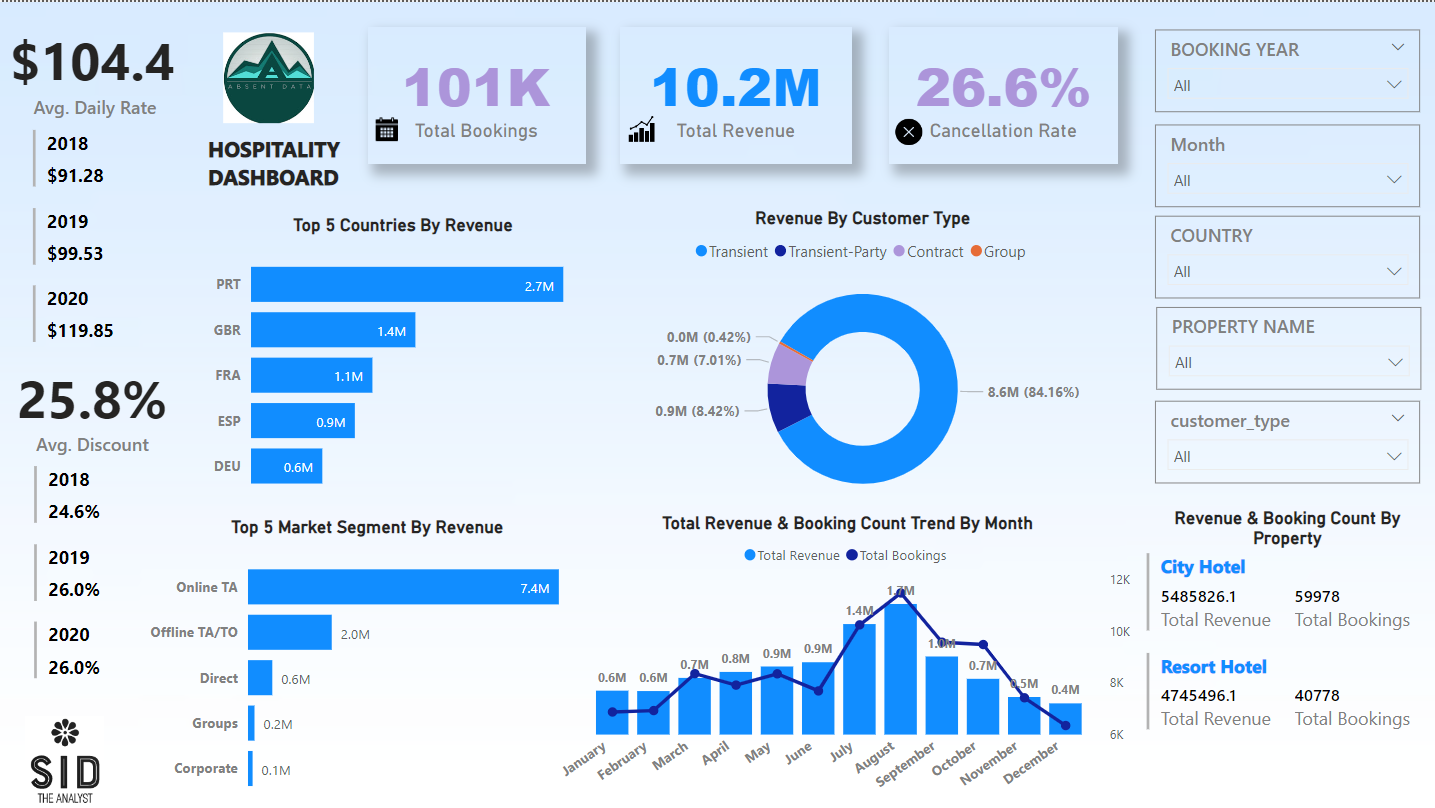 $104.4
Avg. Daily Rate
2018
$91.28
2019
$99.53
2020
$119.85
25.8%
Avg. Discount
2018
24.6%
2019
26.0%
2020
26.0%
SID
THE ANALYST
A
ABSENT DATA
HOSPITALITY
DASHBOARD
101K
Total Bookings
10.2M
Total Revenue
26.6%
Cancellation Rate
Top 5 Countries By Revenue
PRT 2.7M
GBR 1.4M
FRA 1.1M
ESP 0.9M
DEU 0.6M
Revenue By Customer Type
Transient Transient-Party Contract Group
0.0M (0.42%)
0.7M (7.01%)
0.9M (8.42%)
8.6M (84.16%)
Top 5 Market Segment By Revenue
Online TA 7.4M
Offline TA/TO 2.0M
Direct 0.6M
Groups 0.2M
Corporate 0.1M
Total Revenue & Booking Count Trend By Month
Total Revenue Total Bookings
0.6M 0.6M 0.7M 0.8M 0.9M 0.9M 1.4M 1.7M 1.0M 0.7M 0.5M 0.4M
12K
10K
8K
6K
January February March April May June July August September October November December
BOOKING YEAR
All
Month
All
COUNTRY
All
PROPERTY NAME
All
customer_type
All
Revenue & Booking Count By
Property
City Hotel
5485826.1 59978
Total Revenue Total Bookings
Resort Hotel
4745496.1 40778
Total Revenue Total Bookings